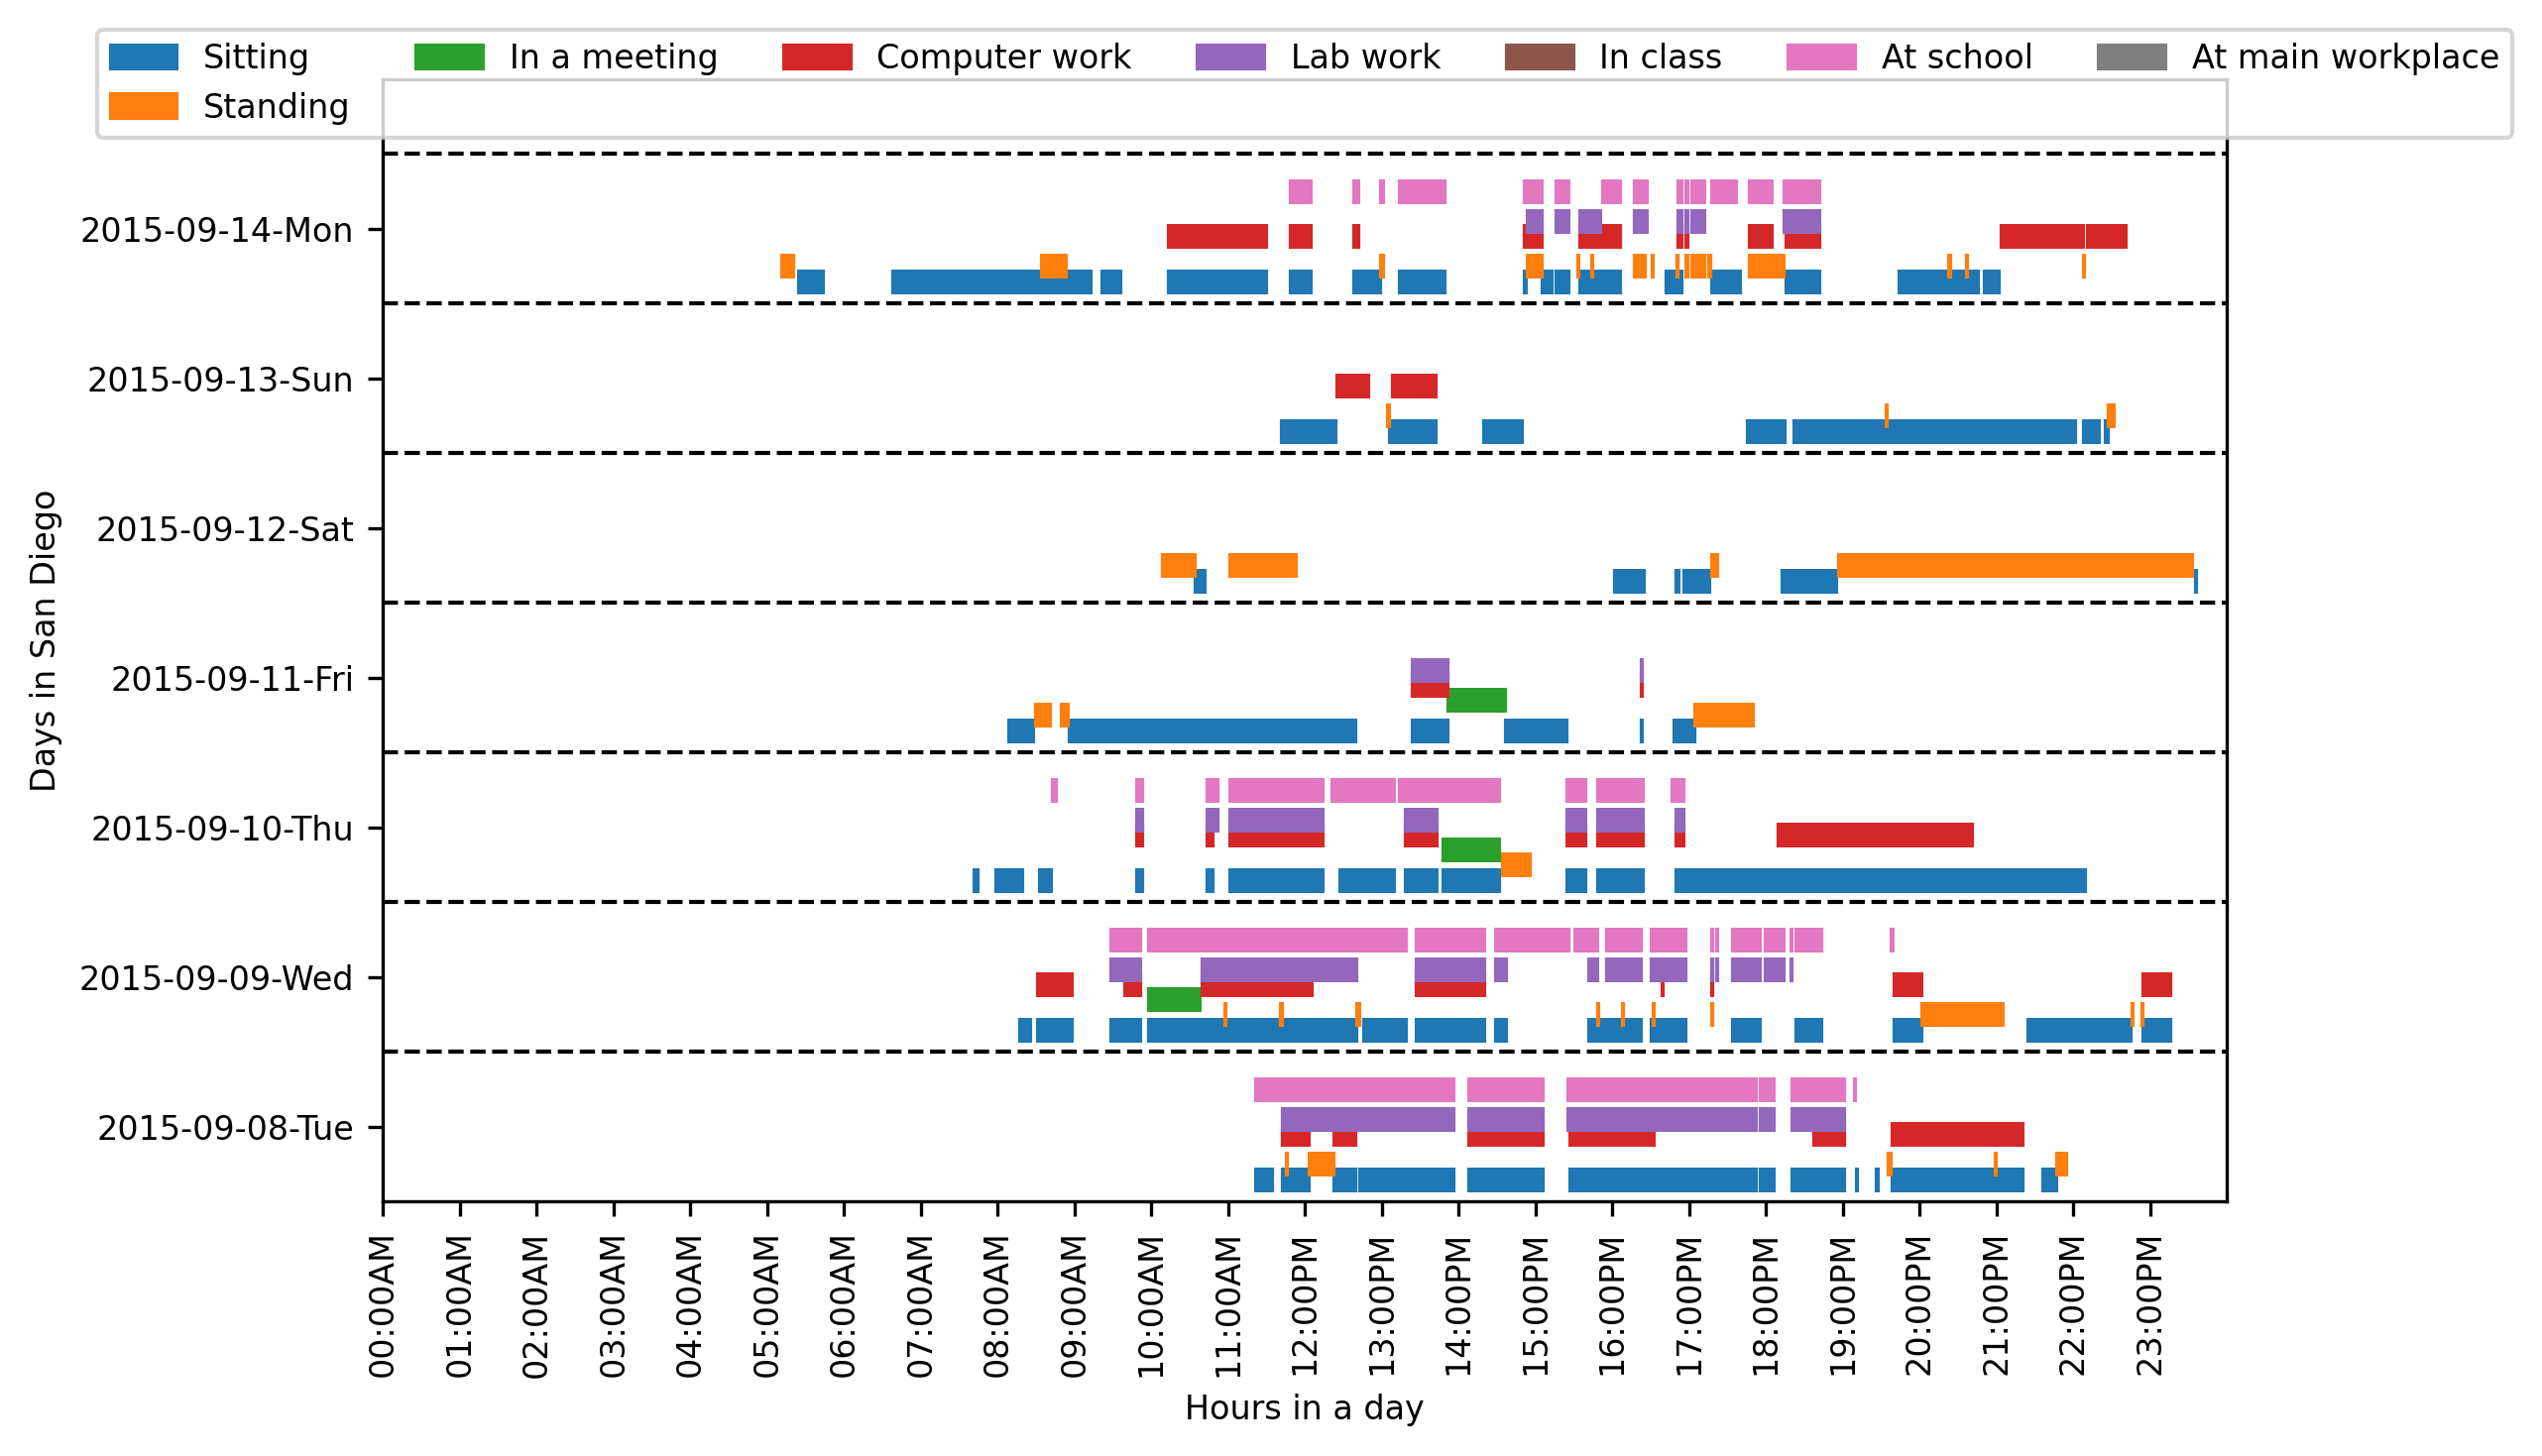 Sitting In a meeting Computer work Lab work In class At school At main workplace
Standing
2015-09-14-Mon
2015-09-13-Sun
2015-09-12-Sat
2015-09-11-Fri
2015-09-10-Thu
2015-09-09-Wed
2015-09-08-Tue
Days in San Diego
00:00AM 01:00AM 02:00AM 03:00AM 04:00AM 05:00AM 06:00AM 07:00AM 08:00AM 09:00AM 10:00AM 11:00AM 12:00PM 13:00PM 14:00PM 15:00PM 16:00PM 17:00PM 18:00PM 19:00PM 20:00PM 21:00PM 22:00PM 23:00PM
Hours in a day